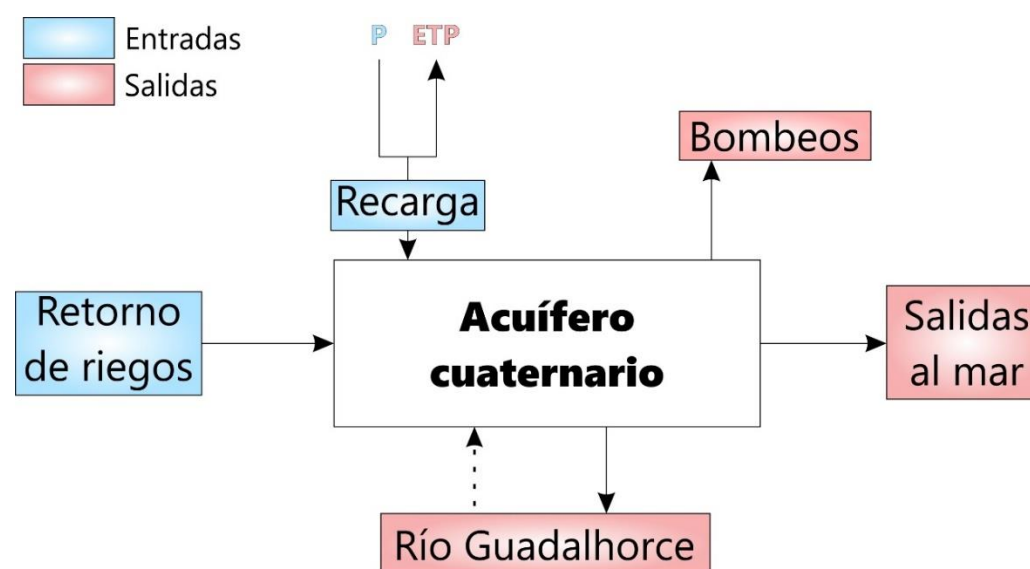 Entradas
Salidas
P ETP
Bombeos
Recarga
Retorno
de riegos
Acuífero
cuaternario
Salidas
al mar
Río Guadalhorce